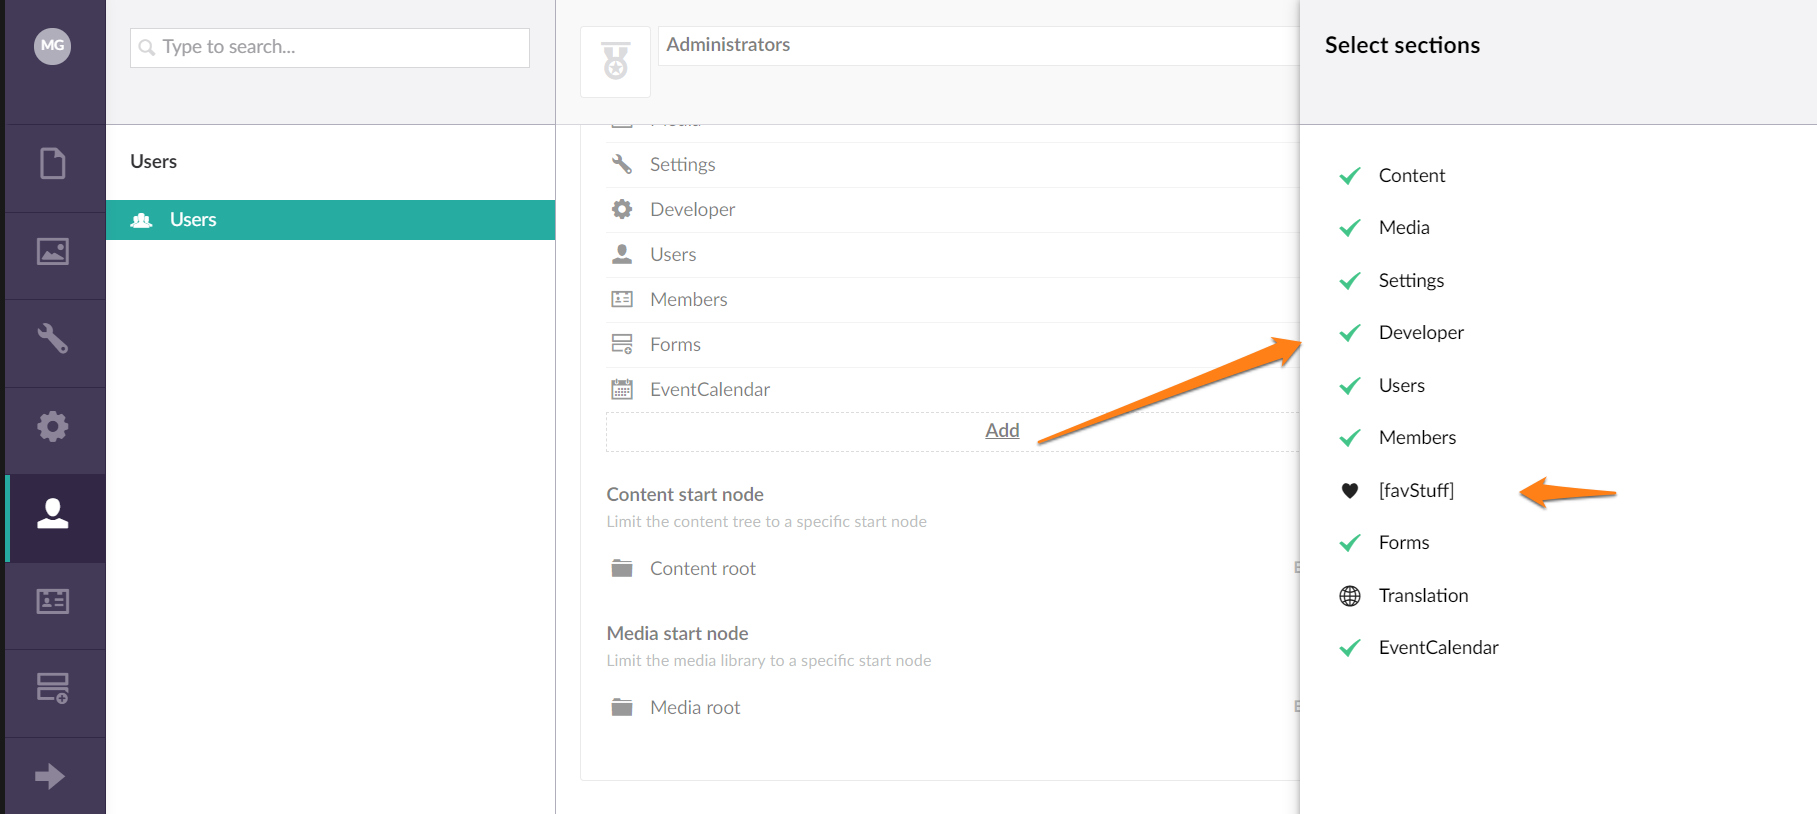 MG
Type to search...
Users
Users
Administrators
Media
Settings
Developer
Users
Members
Forms
EventCalendar
Add
Content start node
Limit the content tree to a specific start node
Content root
Media start node
Limit the media library to a specific start node
Media root
Select sections
Content
Media
Settings
Developer
Users
Members
[favStuff]
Forms
Translation
EventCalendar